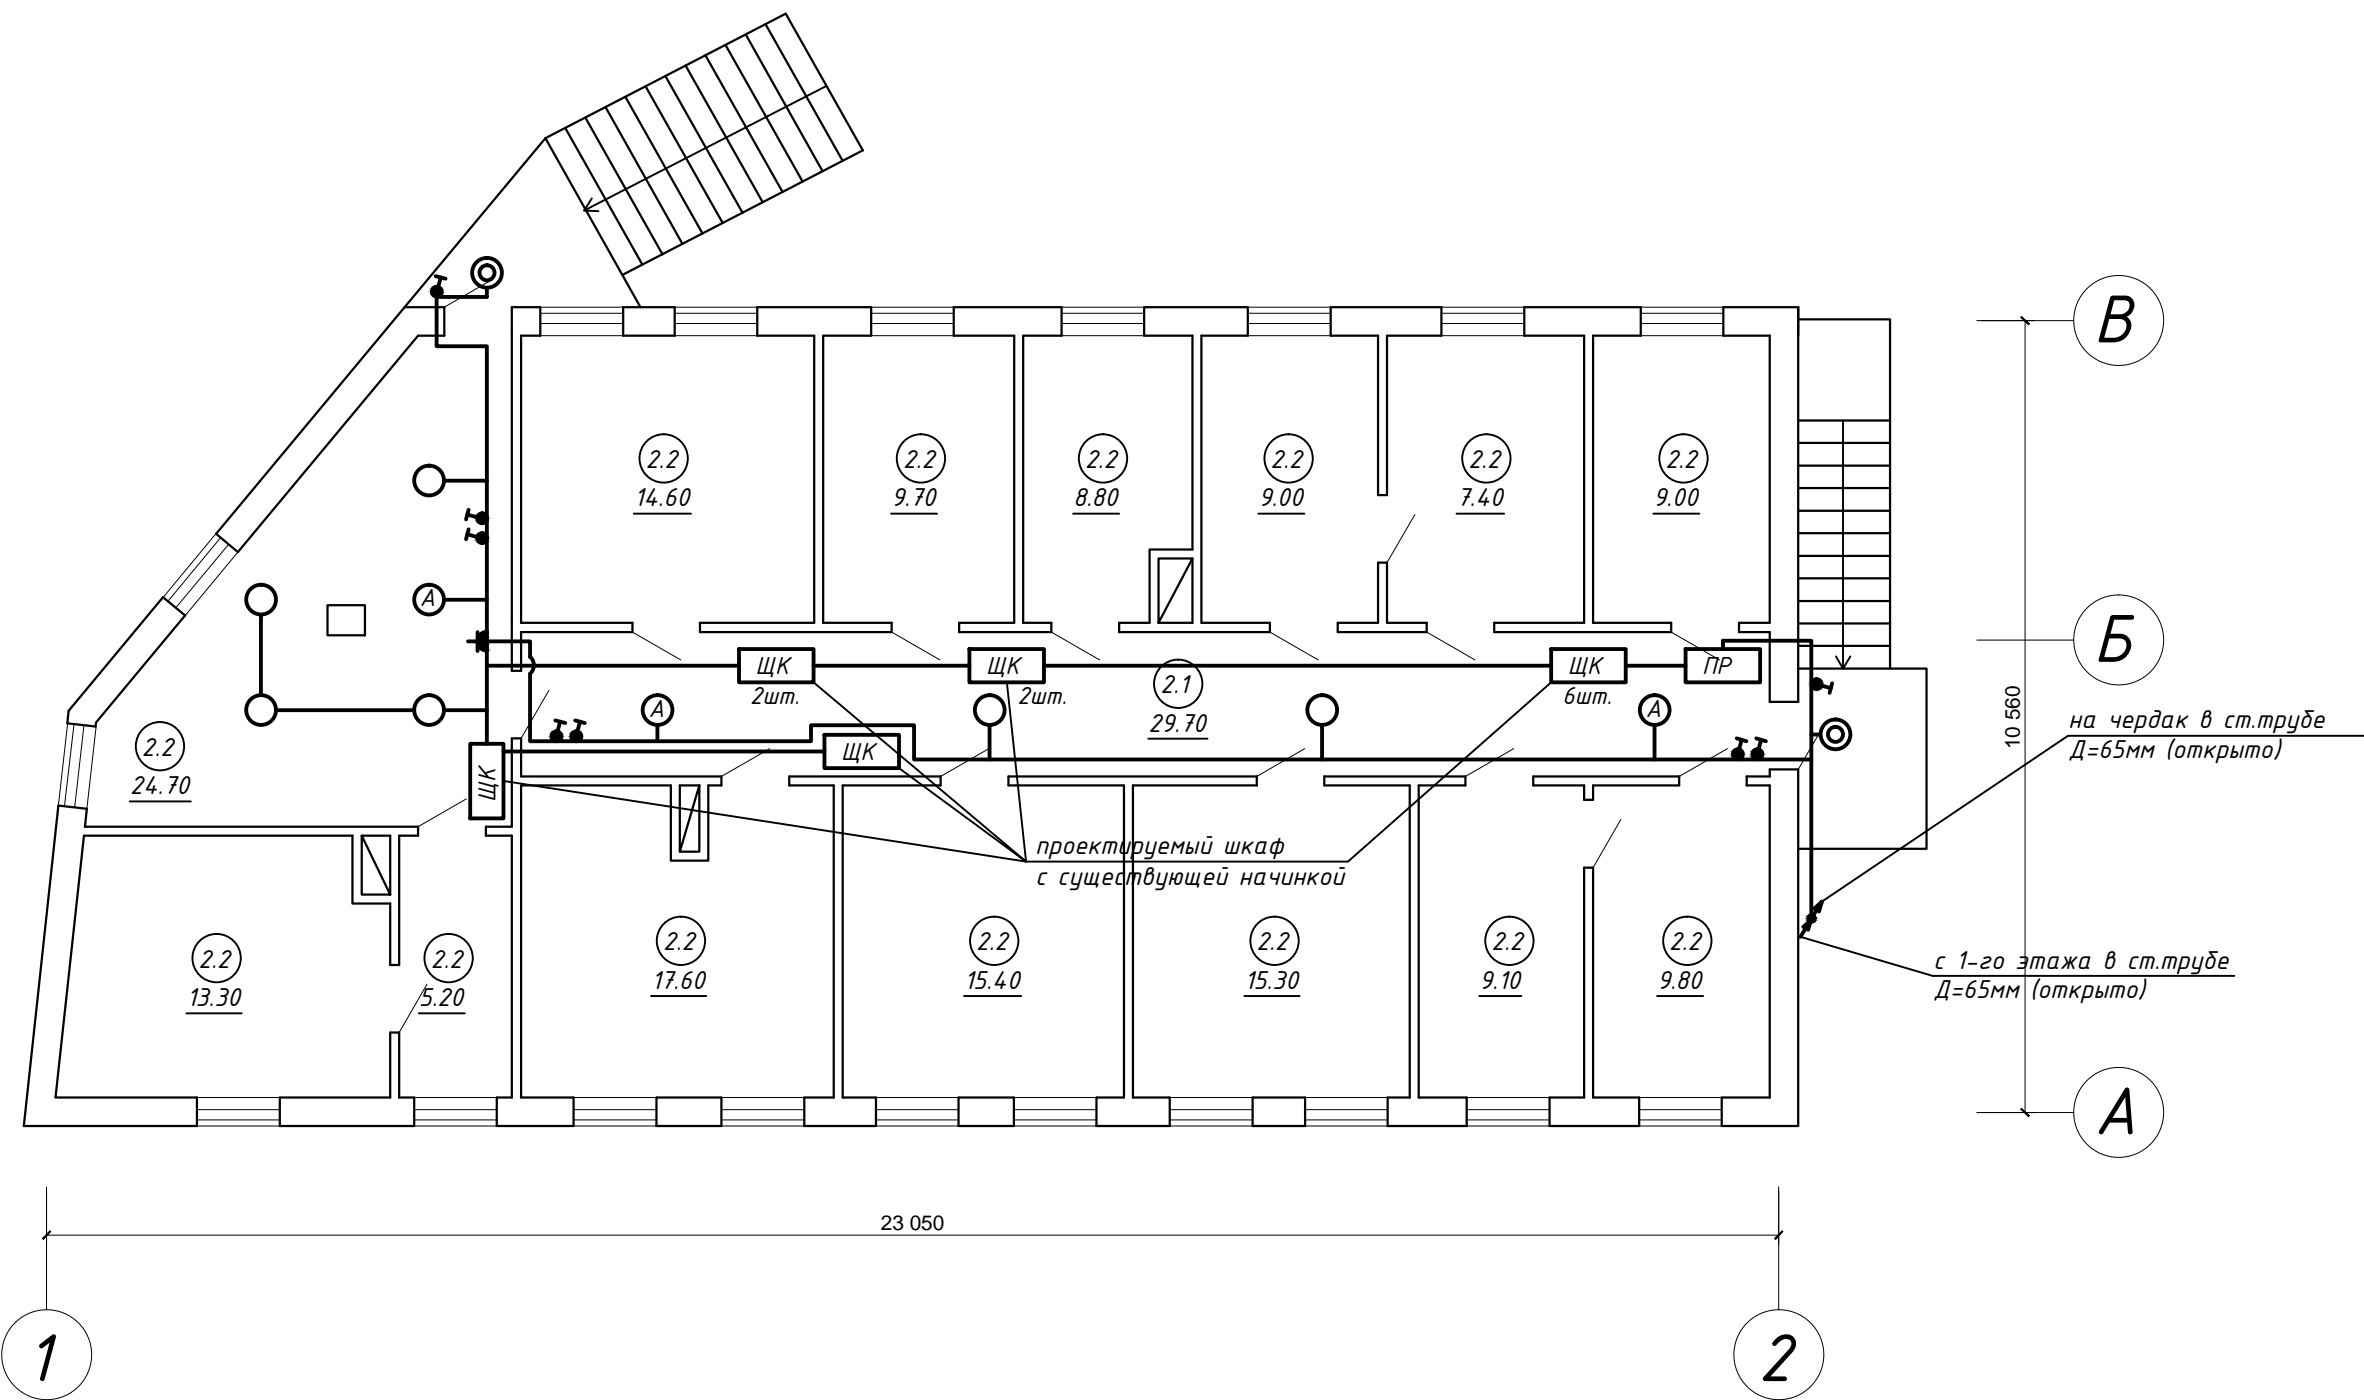 В
2.2
14.60
2.2
9.70
2.2
8.80
2.2
9.00
2.2
7.40
2.2
9.00
А
Б
ЩК
2шт.
ЩК
2шт.
2.1
29.70
ЩК
6шт.
ПР
А
А
10 560
на чердак в ст.трубе
Д=65мм (открыто)
2.2
24.70
ЩК
ЩК
проектируемый шкаф
с существующей начинкой
2.2
13.30
2.2
5.20
2.2
17.60
2.2
15.40
2.2
15.30
2.2
9.10
2.2
9.80
с 1-го этажа в ст.трубе
Д=65мм (открыто)
А
23 050
1
2